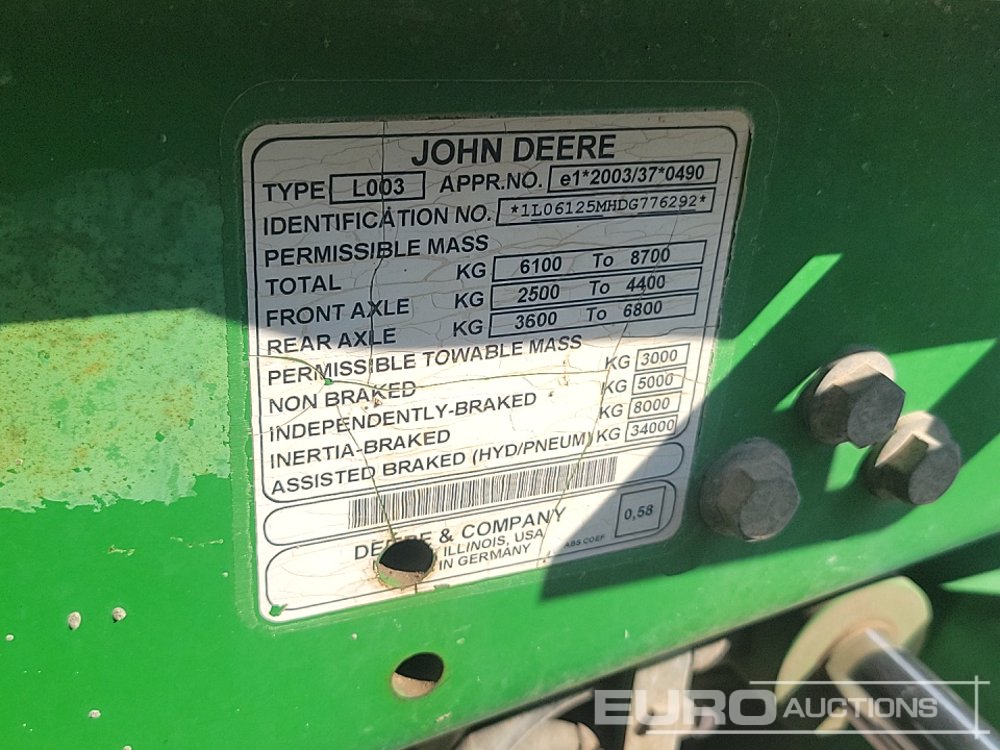 JOHN DEERE
TYPE L003 APPR.NO. e1*2003/37*0490
IDENTIFICATION NO. *1L06125MHDG776292*
PERMISSIBLE MASS
TOTAL KG 6100 To 8700
FRONT AXLE KG 2500 To 4400
REAR AXLE KG 3600 To 6800
PERMISSIBLE TOWABLE MASS
NON BRAKED KG 3000
INDEPENDENTLY-BRAKED KG 5000
INERTIA-BRAKED KG 8000
ASSISTED BRAKED (HYD/PNEUM) KG 34000
DEERE & COMPANY 0,58
ILLINOIS, USA ABS COEF
IN GERMANY
EURO AUCTIONS